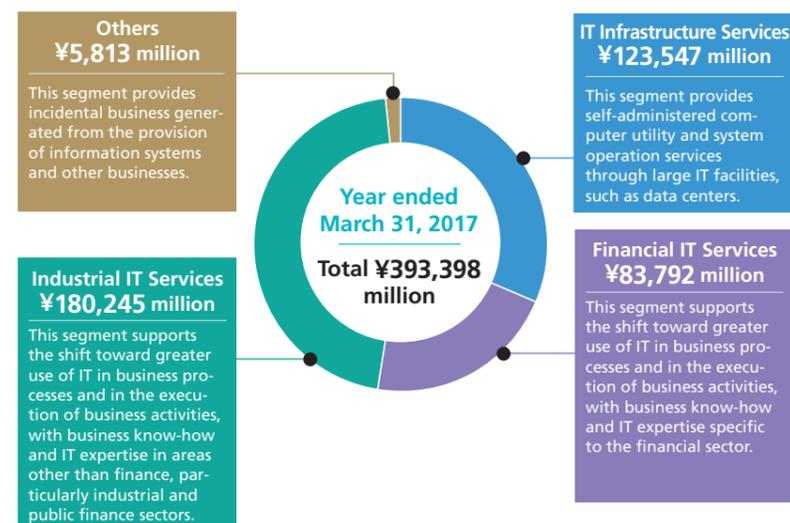 Others
¥5,813 million
This segment provides
incidental business gener-
ated from the provision
of information systems
and other businesses.
IT Infrastructure Services
¥123,547 million
This segment provides
self-administered com-
puter utility and system
operation services
through large IT facilities,
such as data centers.
Year ended
March 31, 2017
Total ¥393,398
million
Industrial IT Services
¥180,245 million
This segment supports
the shift toward greater
use of IT in business pro-
cesses and in the execu-
tion of business activities,
with business know-how
and IT expertise in areas
other than finance, par-
ticularly industrial and
public finance sectors.
Financial IT Services
¥83,792 million
This segment supports
the shift toward greater
use of IT in business pro-
cesses and in the execu-
tion of business activities,
with business know-how
and IT expertise specific
to the financial sector.